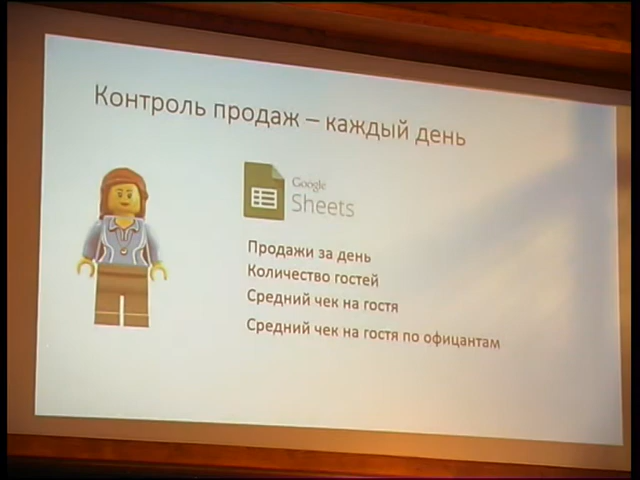 Контроль продаж – каждый день
Google
Sheets
Продажи за день
Количество гостей
Средний чек на гостя
Средний чек на гостя по офицантам